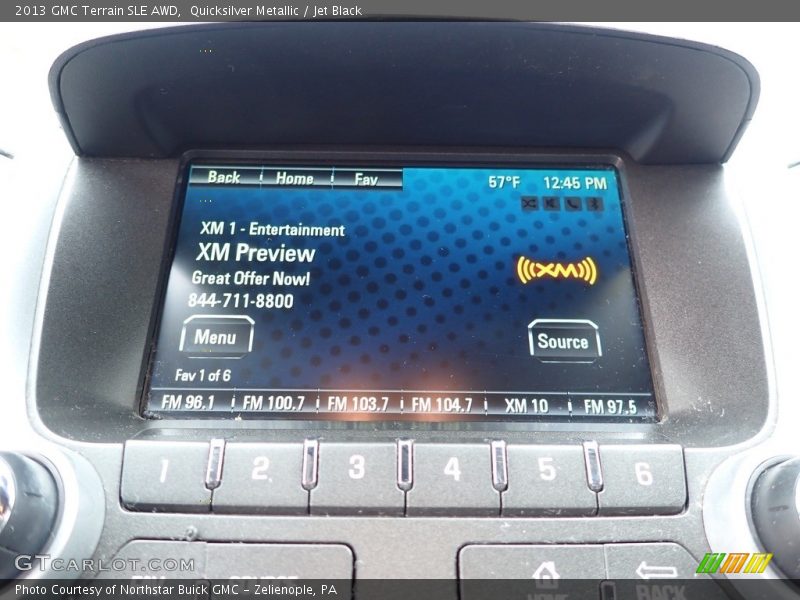 2013 GMC Terrain SLE AWD, Quicksilver Metallic / Jet Black
Back Home Fav
57°F 12:45 PM
XM 1 - Entertainment
XM Preview
Great Offer Now!
844-711-8800
XM
Menu
Source
Fav 1 of 6
FM 96.1 FM 100.7 FM 103.7 FM 104.7 XM 10 FM 97.5
1 2 3 4 5 6
BACK
GTCARLOT.COM
Photo Courtesy of Northstar Buick GMC - Zelienople, PA